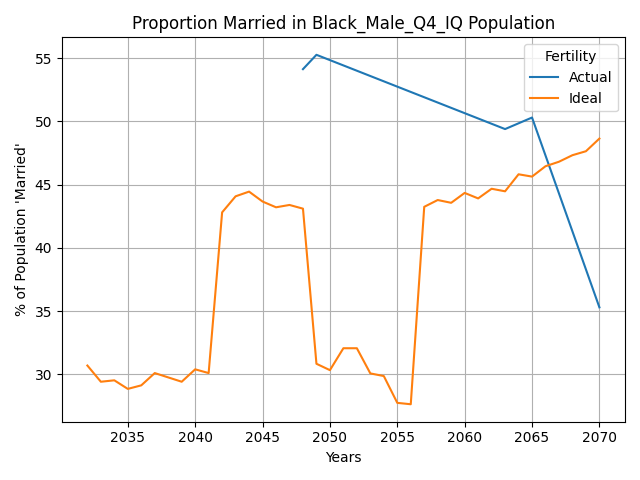 Proportion Married in Black_Male_Q4_IQ Population
Fertility
Actual
Ideal
% of Population 'Married'
55
50
45
40
35
30
2035
2040
2045
2050
2055
2060
2065
2070
Years